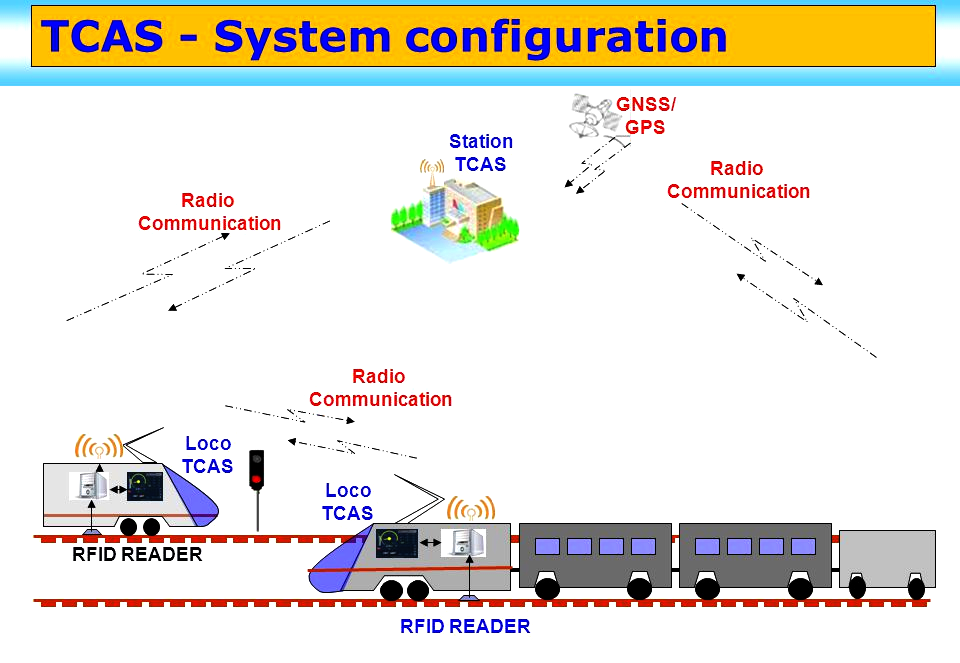 TCAS - System configuration
GNSS/
GPS
Station
TCAS
Radio
Communication
Radio
Communication
Radio
Communication
Loco
TCAS
Loco
TCAS
RFID READER
RFID READER